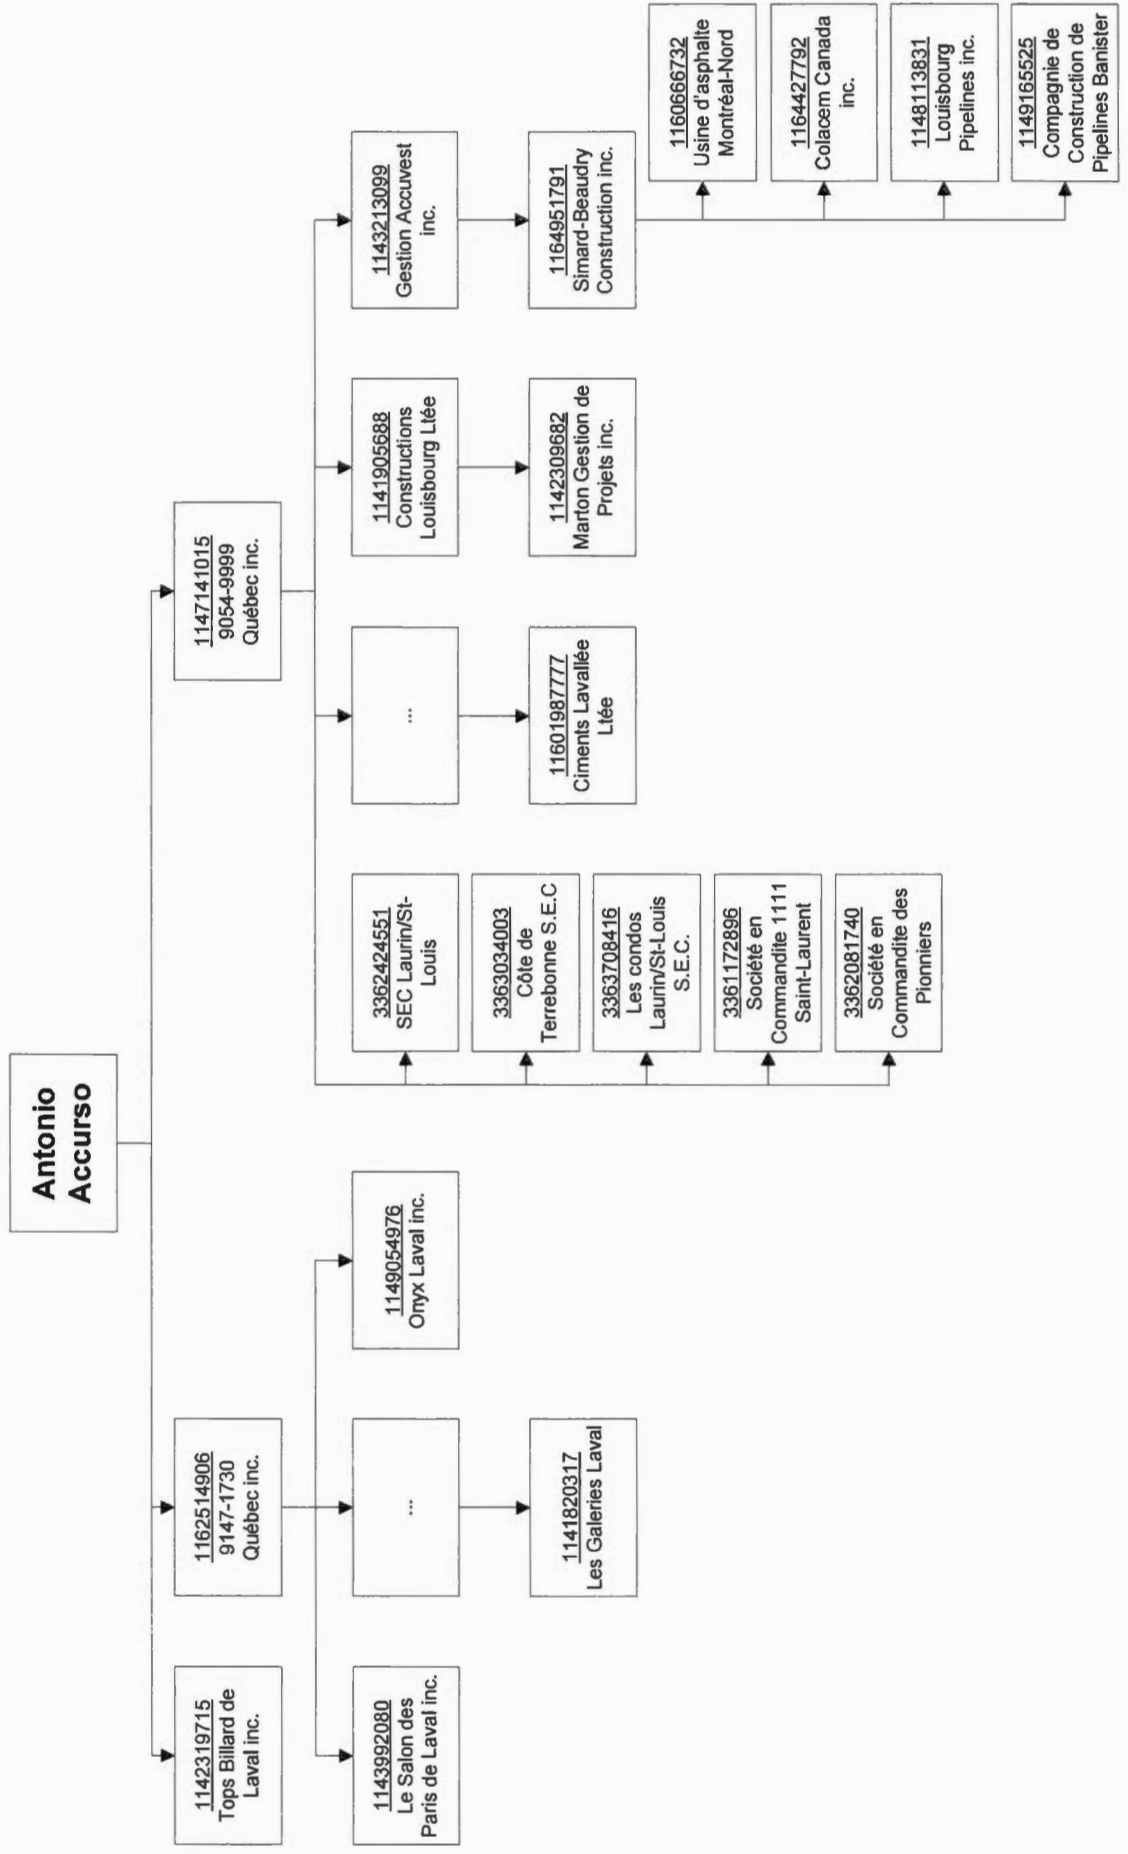 Antonio
Accurso
1142319715
Tops Billard de
Laval inc.
1162514906
9147-1730
Québec inc.
1147141015
9054-9999
Québec inc.
1143992080
Le Salon des
Paris de Laval inc.
...
1149054976
Onyx Laval inc.
1141820317
Les Galeries Laval
3362424551
SEC Laurin/St-
Louis
3363034003
Côte de
Terrebonne S.E.C
3363708416
Les condos
Laurin/St-Louis
S.E.C.
3361172896
Société en
Commandite 1111
Saint-Laurent
3362081740
Société en
Commandite des
Pionniers
...
1160198777
Ciments Lavallée
Ltée
1141905688
Constructions
Louisbourg Ltée
1142309682
Marton Gestion de
Projets inc.
1143213099
Gestion Accuvest
inc.
1164951791
Simard-Beaudry
Construction inc.
1160666732
Usine d'asphalte
Montréal-Nord
1164427792
Colacem Canada
inc.
1148113831
Louisbourg
Pipelines inc.
1149165525
Compagnie de
Construction de
Pipelines Banister